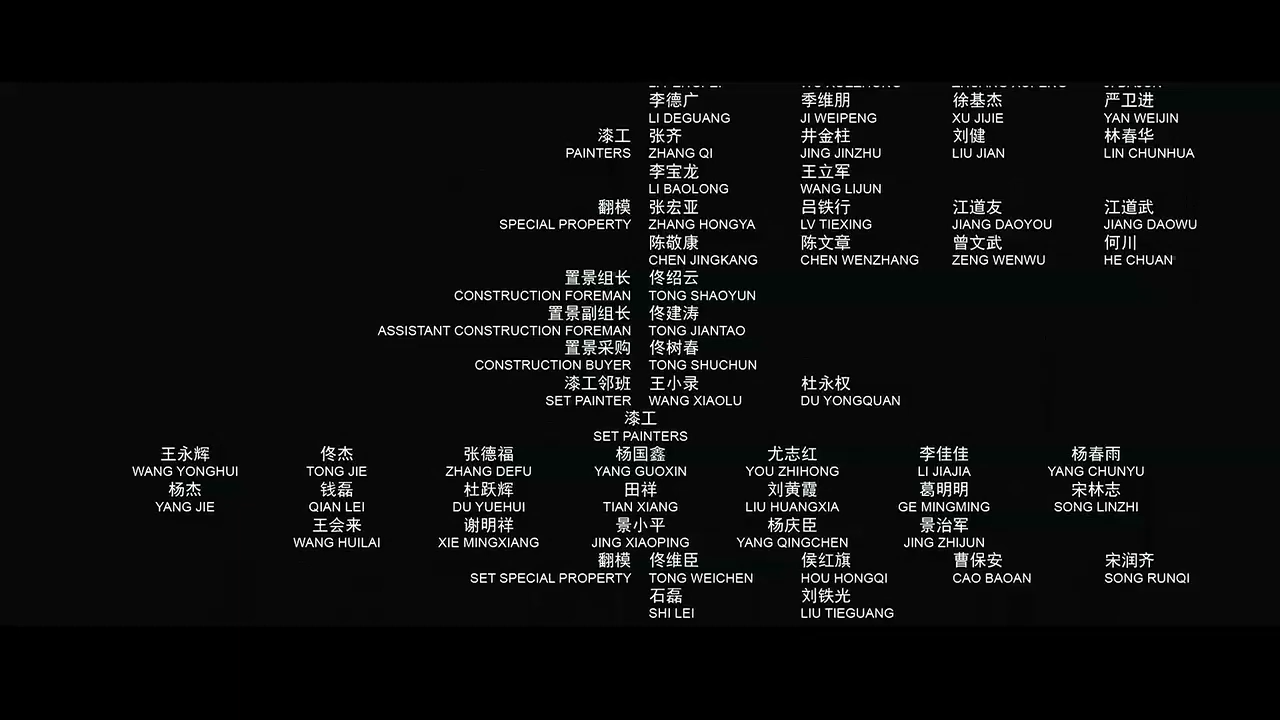 李德广 季维朋 徐基杰 严卫进
LI DEGUANG JI WEIPENG XU JIJIE YAN WEIJIN
漆工 张齐 井金柱 刘健 林春华
PAINTERS ZHANG QI JING JINZHU LIU JIAN LIN CHUNHUA
李宝龙 王立军
LI BAOLONG WANG LIJUN
翻模 张宏亚 吕铁行 江道友 江道武
SPECIAL PROPERTY ZHANG HONGYA LV TIEXING JIANG DAOYOU JIANG DAOWU
陈敬康 陈文章 曾文武 何川
CHEN JINGKANG CHEN WENZHANG ZENG WENWU HE CHUAN
置景组长 佟绍云
CONSTRUCTION FOREMAN TONG SHAOYUN
置景副组长 佟建涛
ASSISTANT CONSTRUCTION FOREMAN TONG JIANTAO
置景采购 佟树春
CONSTRUCTION BUYER TONG SHUCHUN
漆工邻班 王小录 杜永权
SET PAINTER WANG XIAOLU DU YONGQUAN
漆工
SET PAINTERS
王永辉 佟杰 张德福 杨国鑫 尤志红 李佳佳 杨春雨
WANG YONGHUI TONG JIE ZHANG DEFU YANG GUOXIN YOU ZHIHONG LI JIAJIA YANG CHUNYU
杨杰 钱磊 杜跃辉 田祥 刘黄霞 葛明明 宋林志
YANG JIE QIAN LEI DU YUEHUI TIAN XIANG LIU HUANGXIA GE MINGMING SONG LINZHI
王会来 谢明祥 景小平 杨庆臣 景治军
WANG HUILAI XIE MINGXIANG JING XIAOPING YANG QINGCHEN JING ZHIJUN
翻模 佟维臣 侯红旗 曹保安 宋润齐
SET SPECIAL PROPERTY TONG WEICHEN HOU HONGQI CAO BAOAN SONG RUNQI
石磊 刘铁光
SHI LEI LIU TIEGUANG